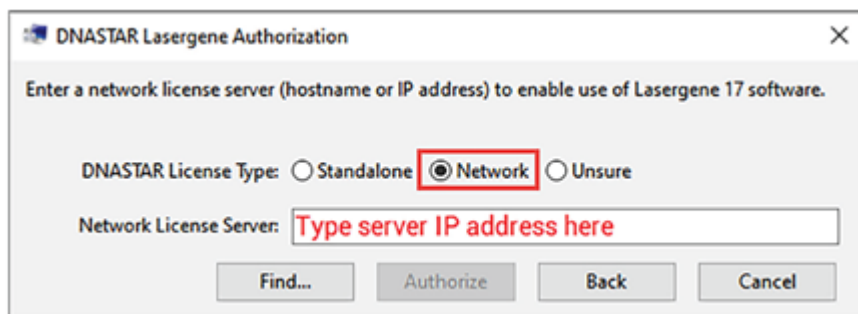 DNASTAR Lasergene Authorization
Enter a network license server (hostname or IP address) to enable use of Lasergene 17 software.
DNASTAR License Type: Standalone Network Unsure
Network License Server: Type server IP address here
Find... Authorize Back Cancel